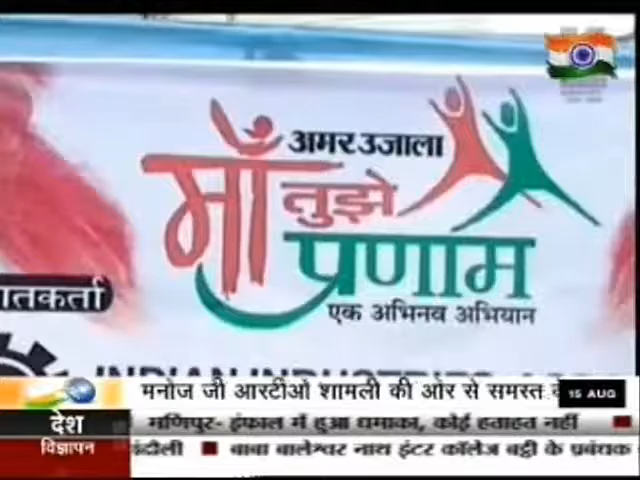 अमर उजाला
माँ तुझे
प्रणाम
एक अभिनव अभियान
मनोज जी आरटीओ शामली की ओर से समस्त
15 AUG
देश
मणिपुर- इंफाल में हुआ धमाका, कोई हताहत नहीं
विज्ञापन
बाबा बालेश्वर नाथ इंटर कॉलेज बट्टी के प्रबंधक